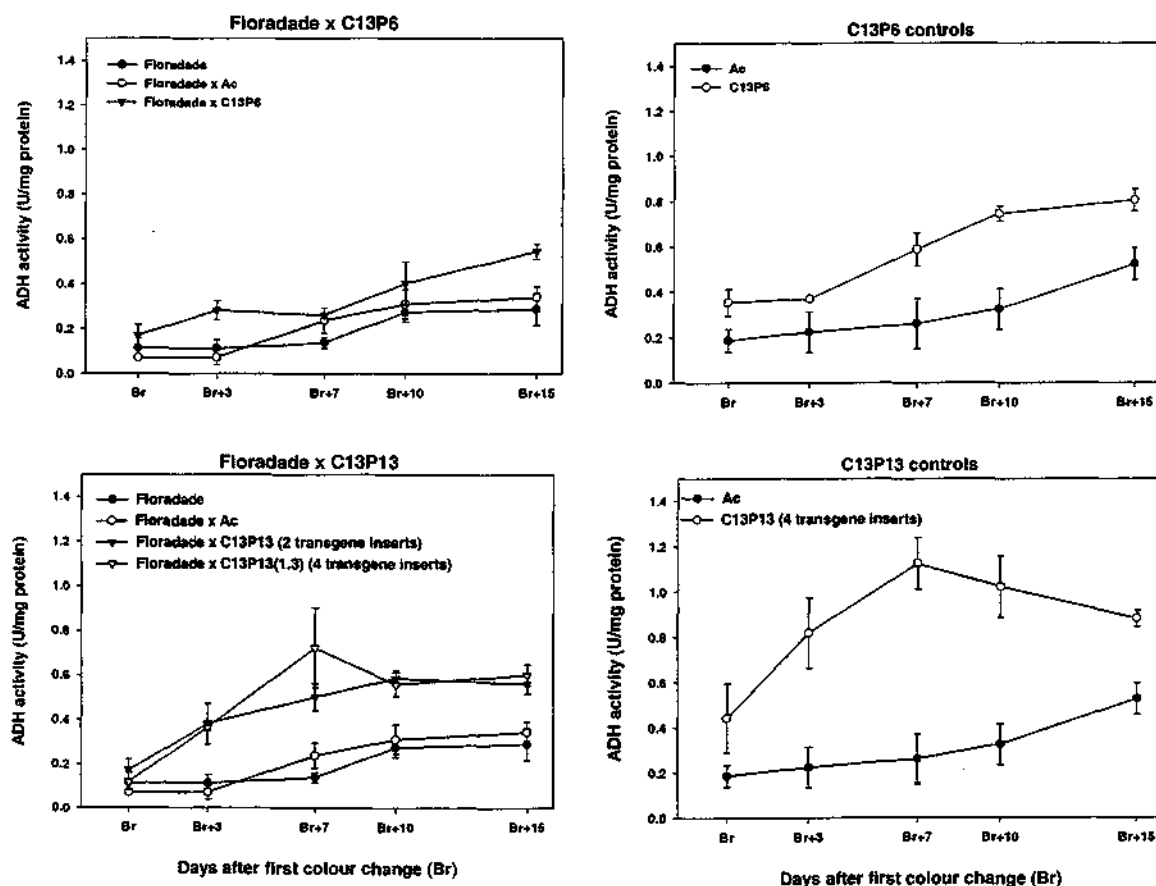 Floradade x C13P6
Floradade
Floradade x Ac
Floradade x C13P6
ADH activity (U/mg protein)
1.4
1.2
1.0
0.8
0.6
0.4
0.2
0.0
Br
Br+3
Br+7
Br+10
Br+15
C13P6 controls
Ac
C13P6
ADH activity (U/mg protein)
1.4
1.2
1.0
0.8
0.6
0.4
0.2
0.0
Br
Br+3
Br+7
Br+10
Br+15
Floradade x C13P13
Floradade
Floradade x Ac
Floradade x C13P13 (2 transgene inserts)
Floradade x C13P13(1.3) (4 transgene inserts)
ADH activity (U/mg protein)
1.4
1.2
1.0
0.8
0.6
0.4
0.2
0.0
Br
Br+3
Br+7
Br+10
Br+15
Days after first colour change (Br)
C13P13 controls
Ac
C13P13 (4 transgene inserts)
ADH activity (U/mg protein)
1.4
1.2
1.0
0.8
0.6
0.4
0.2
0.0
Br
Br+3
Br+7
Br+10
Br+15
Days after first colour change (Br)